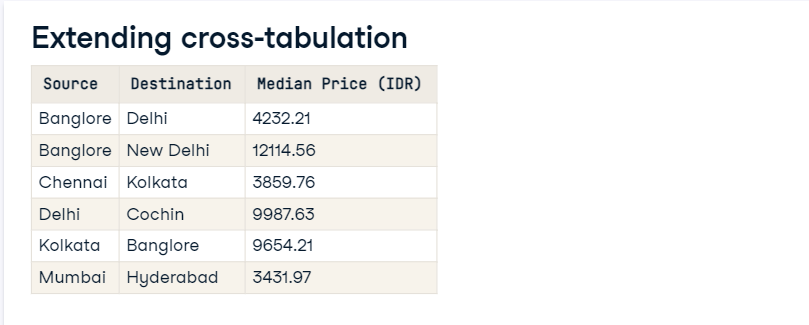 Extending cross-tabulation
Source Destination Median Price (IDR)
Banglore Delhi 4232.21
Banglore New Delhi 12114.56
Chennai Kolkata 3859.76
Delhi Cochin 9987.63
Kolkata Banglore 9654.21
Mumbai Hyderabad 3431.97